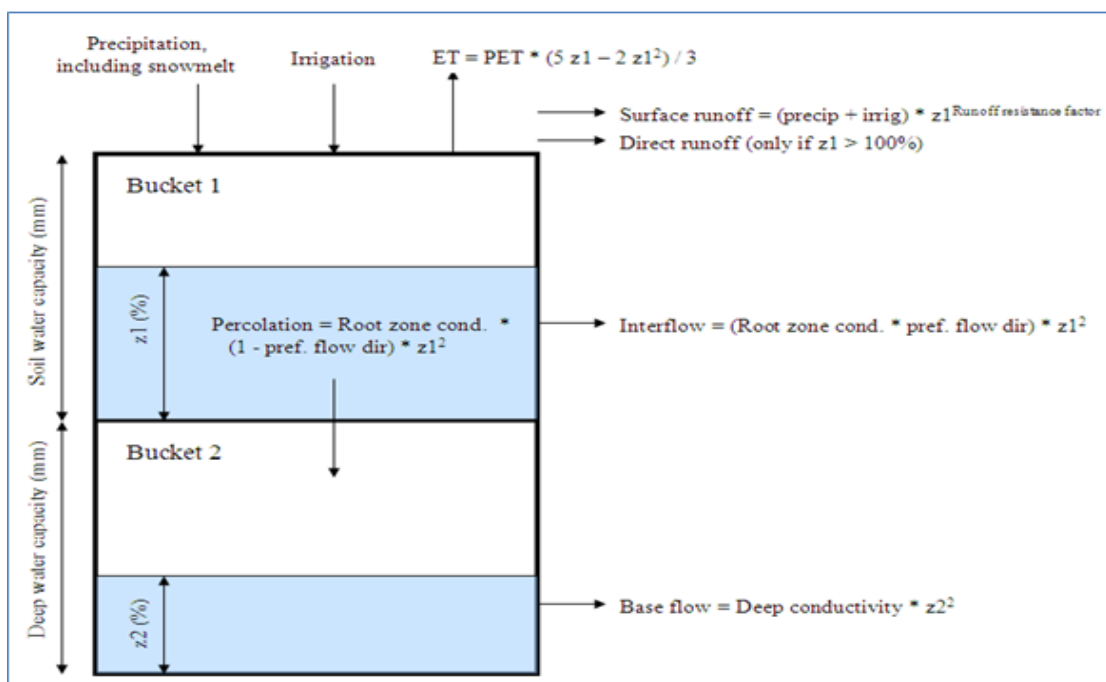 Precipitation,
including snowmelt
Irrigation
ET = PET * (5 z1 – 2 z1²) / 3
Surface runoff = (precip + irrig) * z1^Runoff resistance factor
Direct runoff (only if z1 > 100%)
Bucket 1
Soil water capacity (mm)
z1 (%)
Percolation = Root zone cond. *
(1 - pref. flow dir) * z1²
Interflow = (Root zone cond. * pref. flow dir) * z1²
Bucket 2
Deep water capacity (mm)
z2 (%)
Base flow = Deep conductivity * z2²